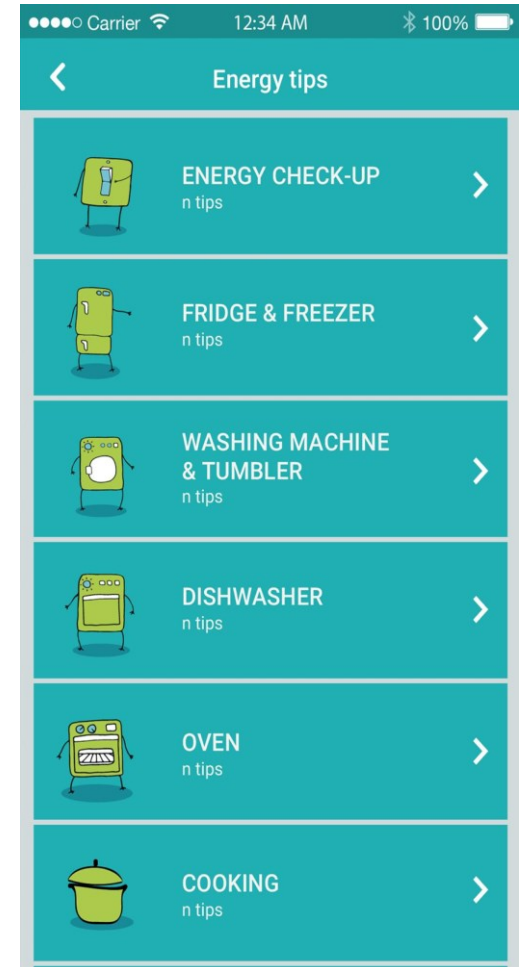 Carrier 12:34 AM 100%
Energy tips
ENERGY CHECK-UP
n tips
FRIDGE & FREEZER
n tips
WASHING MACHINE
& TUMBLER
n tips
DISHWASHER
n tips
OVEN
n tips
COOKING
n tips